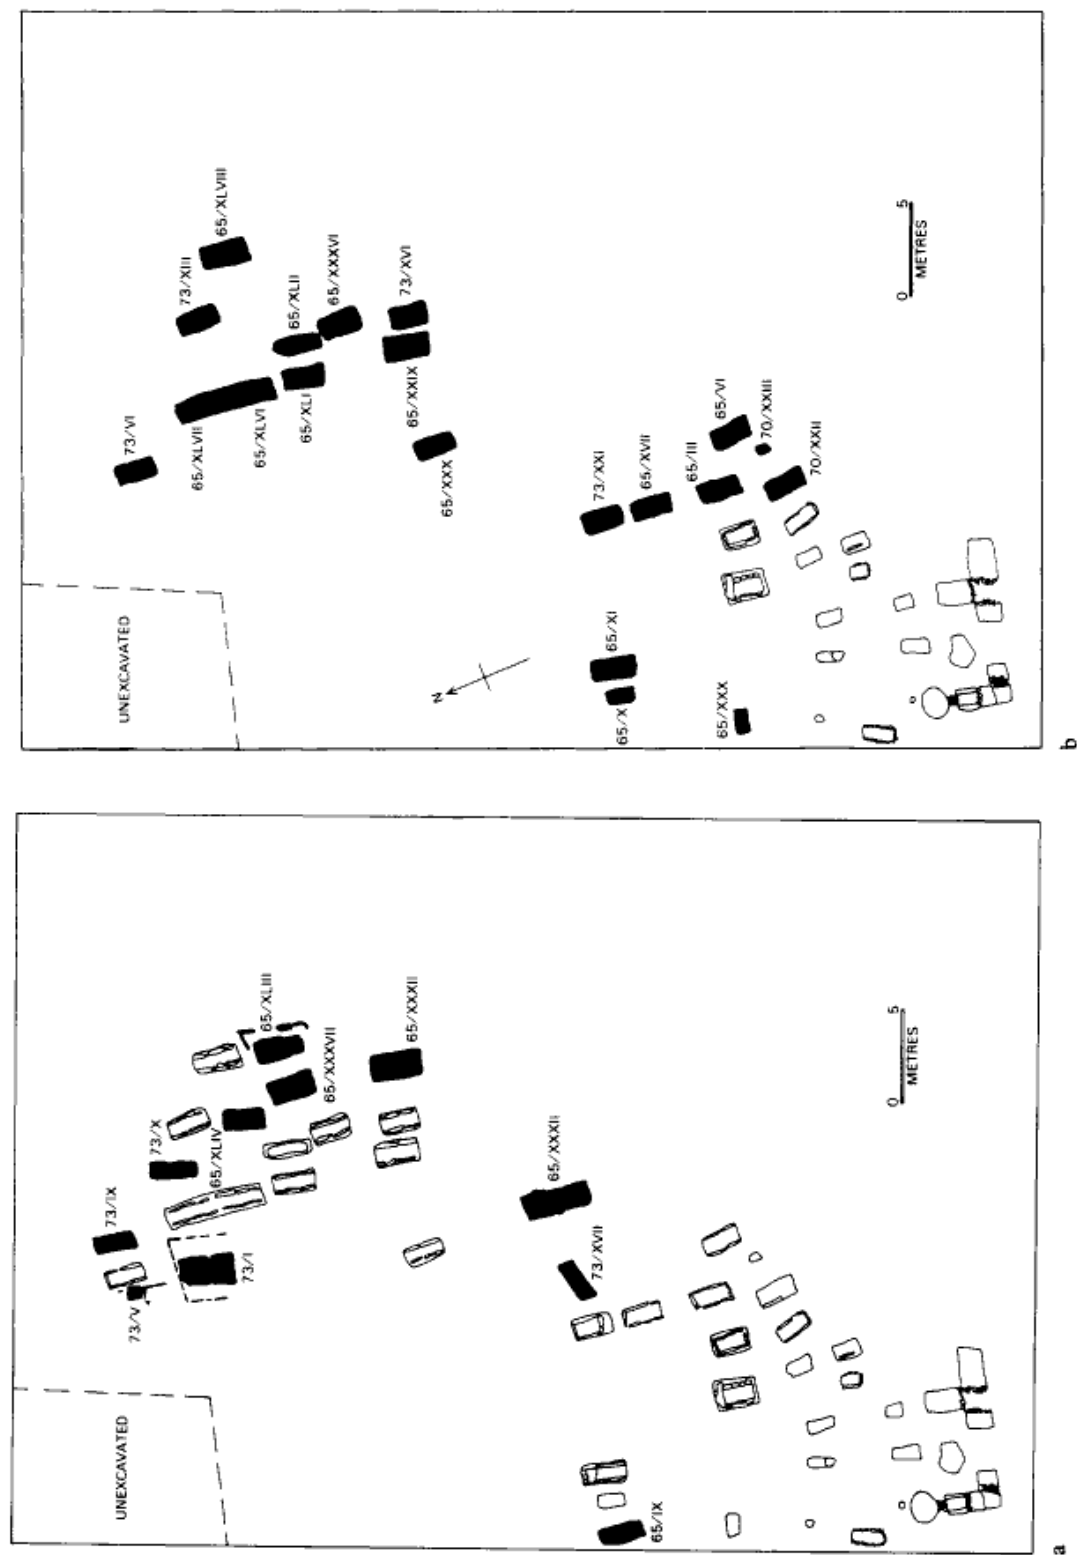 UNEXCAVATED
73/VI
73/XIII
65/XLVIII
65/XLVII
65/XLVI
65/XLII
65/XLI
65/XXXVI
73/XVI
65/XXIX
65/XXX
N
73/XXI
65/XVII
65/III
65/VI
70/XXIII
70/XXII
65/XI
65/X
65/XXX
0 5
METRES
b
UNEXCAVATED
73/IX
73/X
65/XLIV
65/XLIII
65/XXXVII
73/V
73/I
65/XXXII
65/XXXII
73/XVII
65/IX
0 5
METRES
a